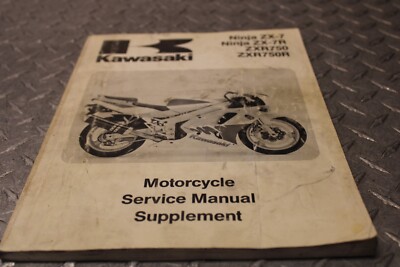 Kawasaki
Ninja ZX-7
Ninja ZX-7R
ZXR750
ZXR750R
Motorcycle
Service Manual
Supplement